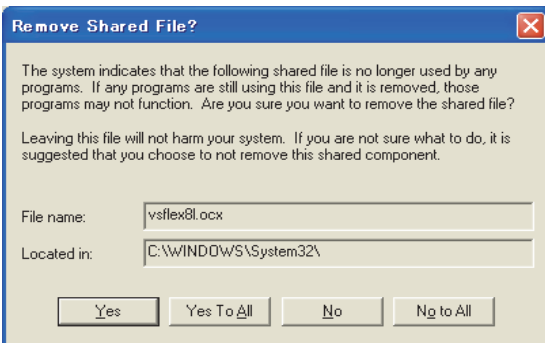 Remove Shared File?
The system indicates that the following shared file is no longer used by any
programs. If any programs are still using this file and it is removed, those
programs may not function. Are you sure you want to remove the shared file?
Leaving this file will not harm your system. If you are not sure what to do, it is
suggested that you choose to not remove this shared component.
File name: vsflex8l.ocx
Located in: C:\WINDOWS\System32\
Yes Yes To All No No to All